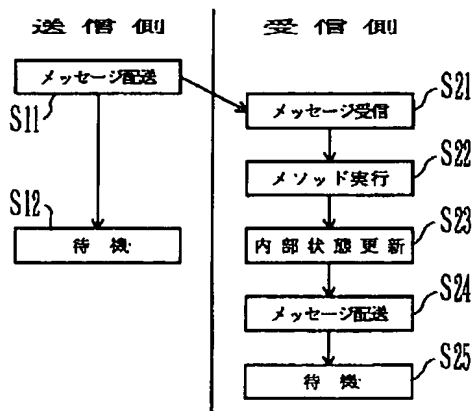 送信側
メッセージ配送
S11
S12
待機
受信側
S21
メッセージ受信
S22
メソッド実行
S23
内部状態更新
S24
メッセージ配送
S25
待機